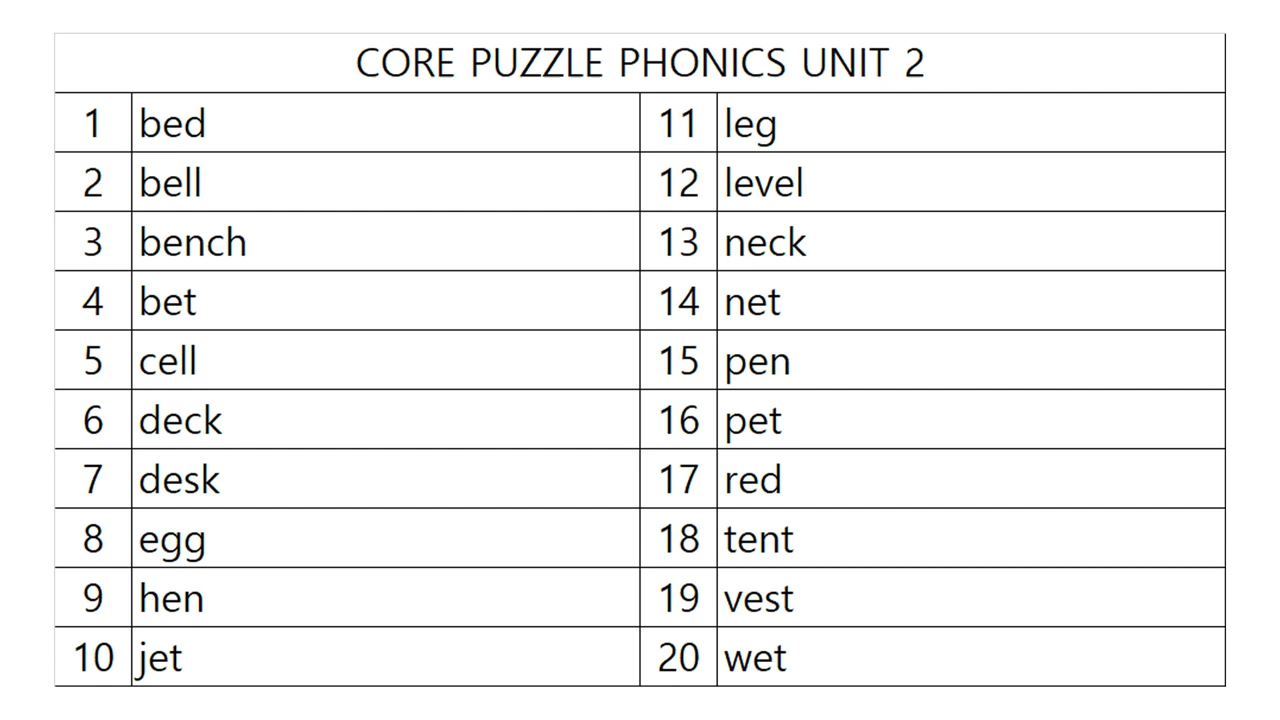 CORE PUZZLE PHONICS UNIT 2
1 bed 11 leg
2 bell 12 level
3 bench 13 neck
4 bet 14 net
5 cell 15 pen
6 deck 16 pet
7 desk 17 red
8 egg 18 tent
9 hen 19 vest
10 jet 20 wet